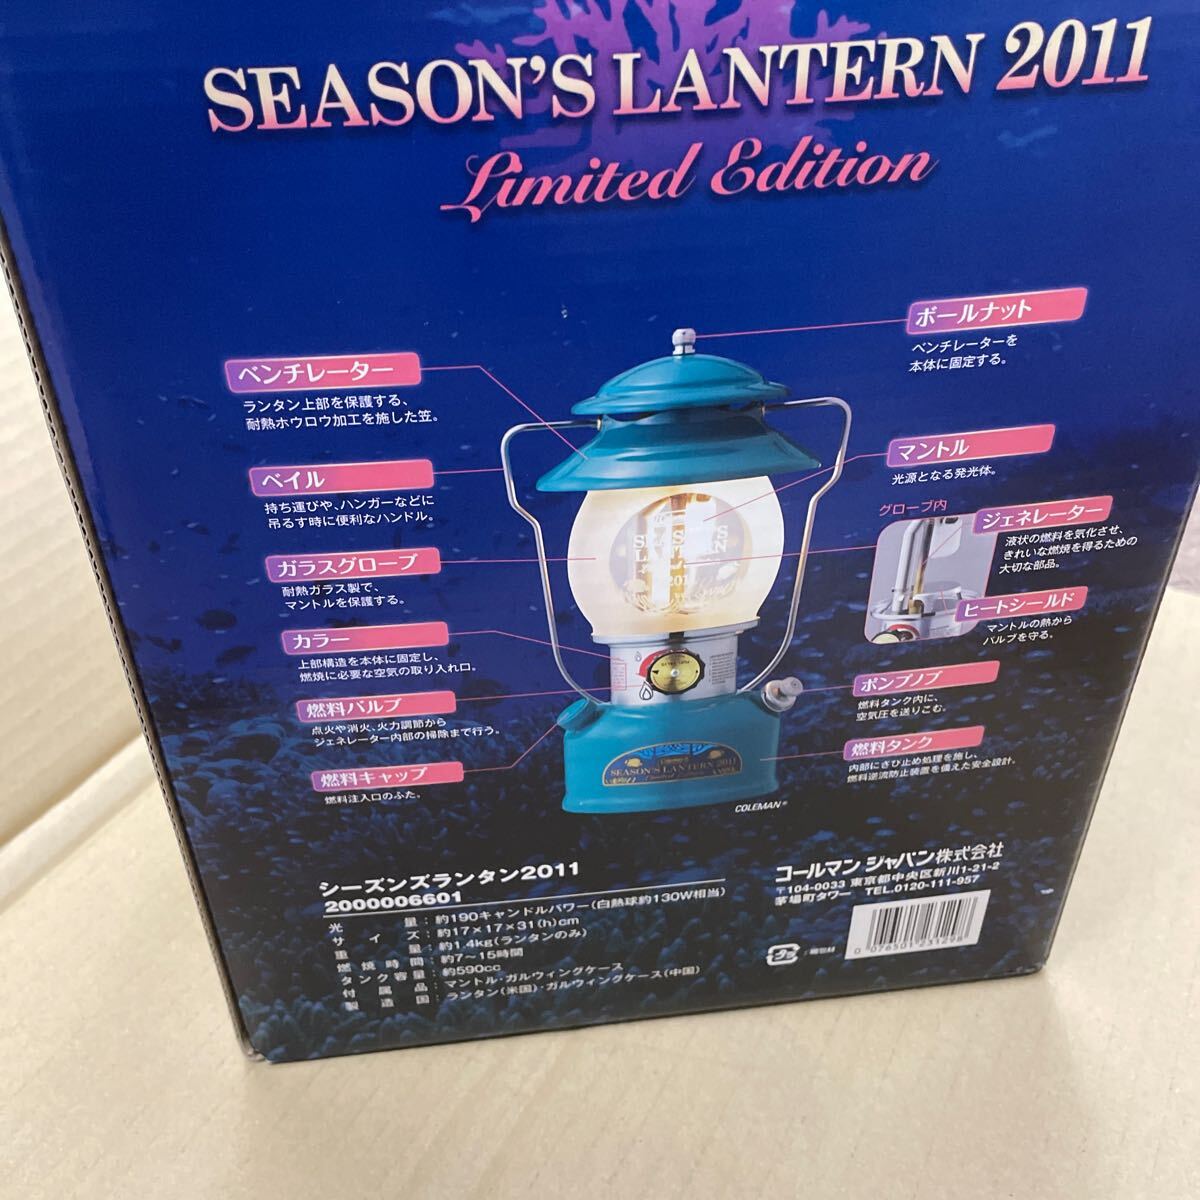 SEASON'S LANTERN 2011
Limited Edition
ベンチレーター
ランタン上部を保護する、
耐熱ホウロウ加工を施した笠。
ベイル
持ち運びや、ハンガーなどに
吊るす時に便利なハンドル。
ガラスグローブ
耐熱ガラス製で、
マントルを保護する。
カラー
上部構造を本体に固定し、
燃焼に必要な空気の取り入れ口。
燃料バルブ
点火や消火、火力調節から
ジェネレーター内部の掃除まで行う。
燃料キャップ
燃料注入口のふた。
ボールナット
ベンチレーターを
本体に固定する。
マントル
光源となる発光体。
グローブ内
ジェネレーター
液状の燃料を気化させ、
きれいな燃焼を得るための
大切な部品。
ヒートシールド
マントルの熱から
バルブを守る。
ポンプノブ
燃料タンク内に、
空気圧を送りこむ。
燃料タンク
内部にさび止め処理を施し、
燃料逆流防止装置を備えた安全設計。
SEASON'S LANTERN 2011
COLEMAN®
シーズンズランタン2011
2000006601
光量:約190キャンドルパワー(白熱球約130W相当)
サイズ:約17×17×31(h)cm
重量:約1.4kg(ランタンのみ)
燃焼時間:約7〜15時間
タンク容量:約590cc
付属品:マントル・ガルウィングケース
製造国:ランタン(米国)・ガルウィングケース(中国)
コールマン ジャパン株式会社
〒104-0033 東京都中央区新川1-21-2
茅場町タワー TEL.0120-111-957
0 76501 23129 8